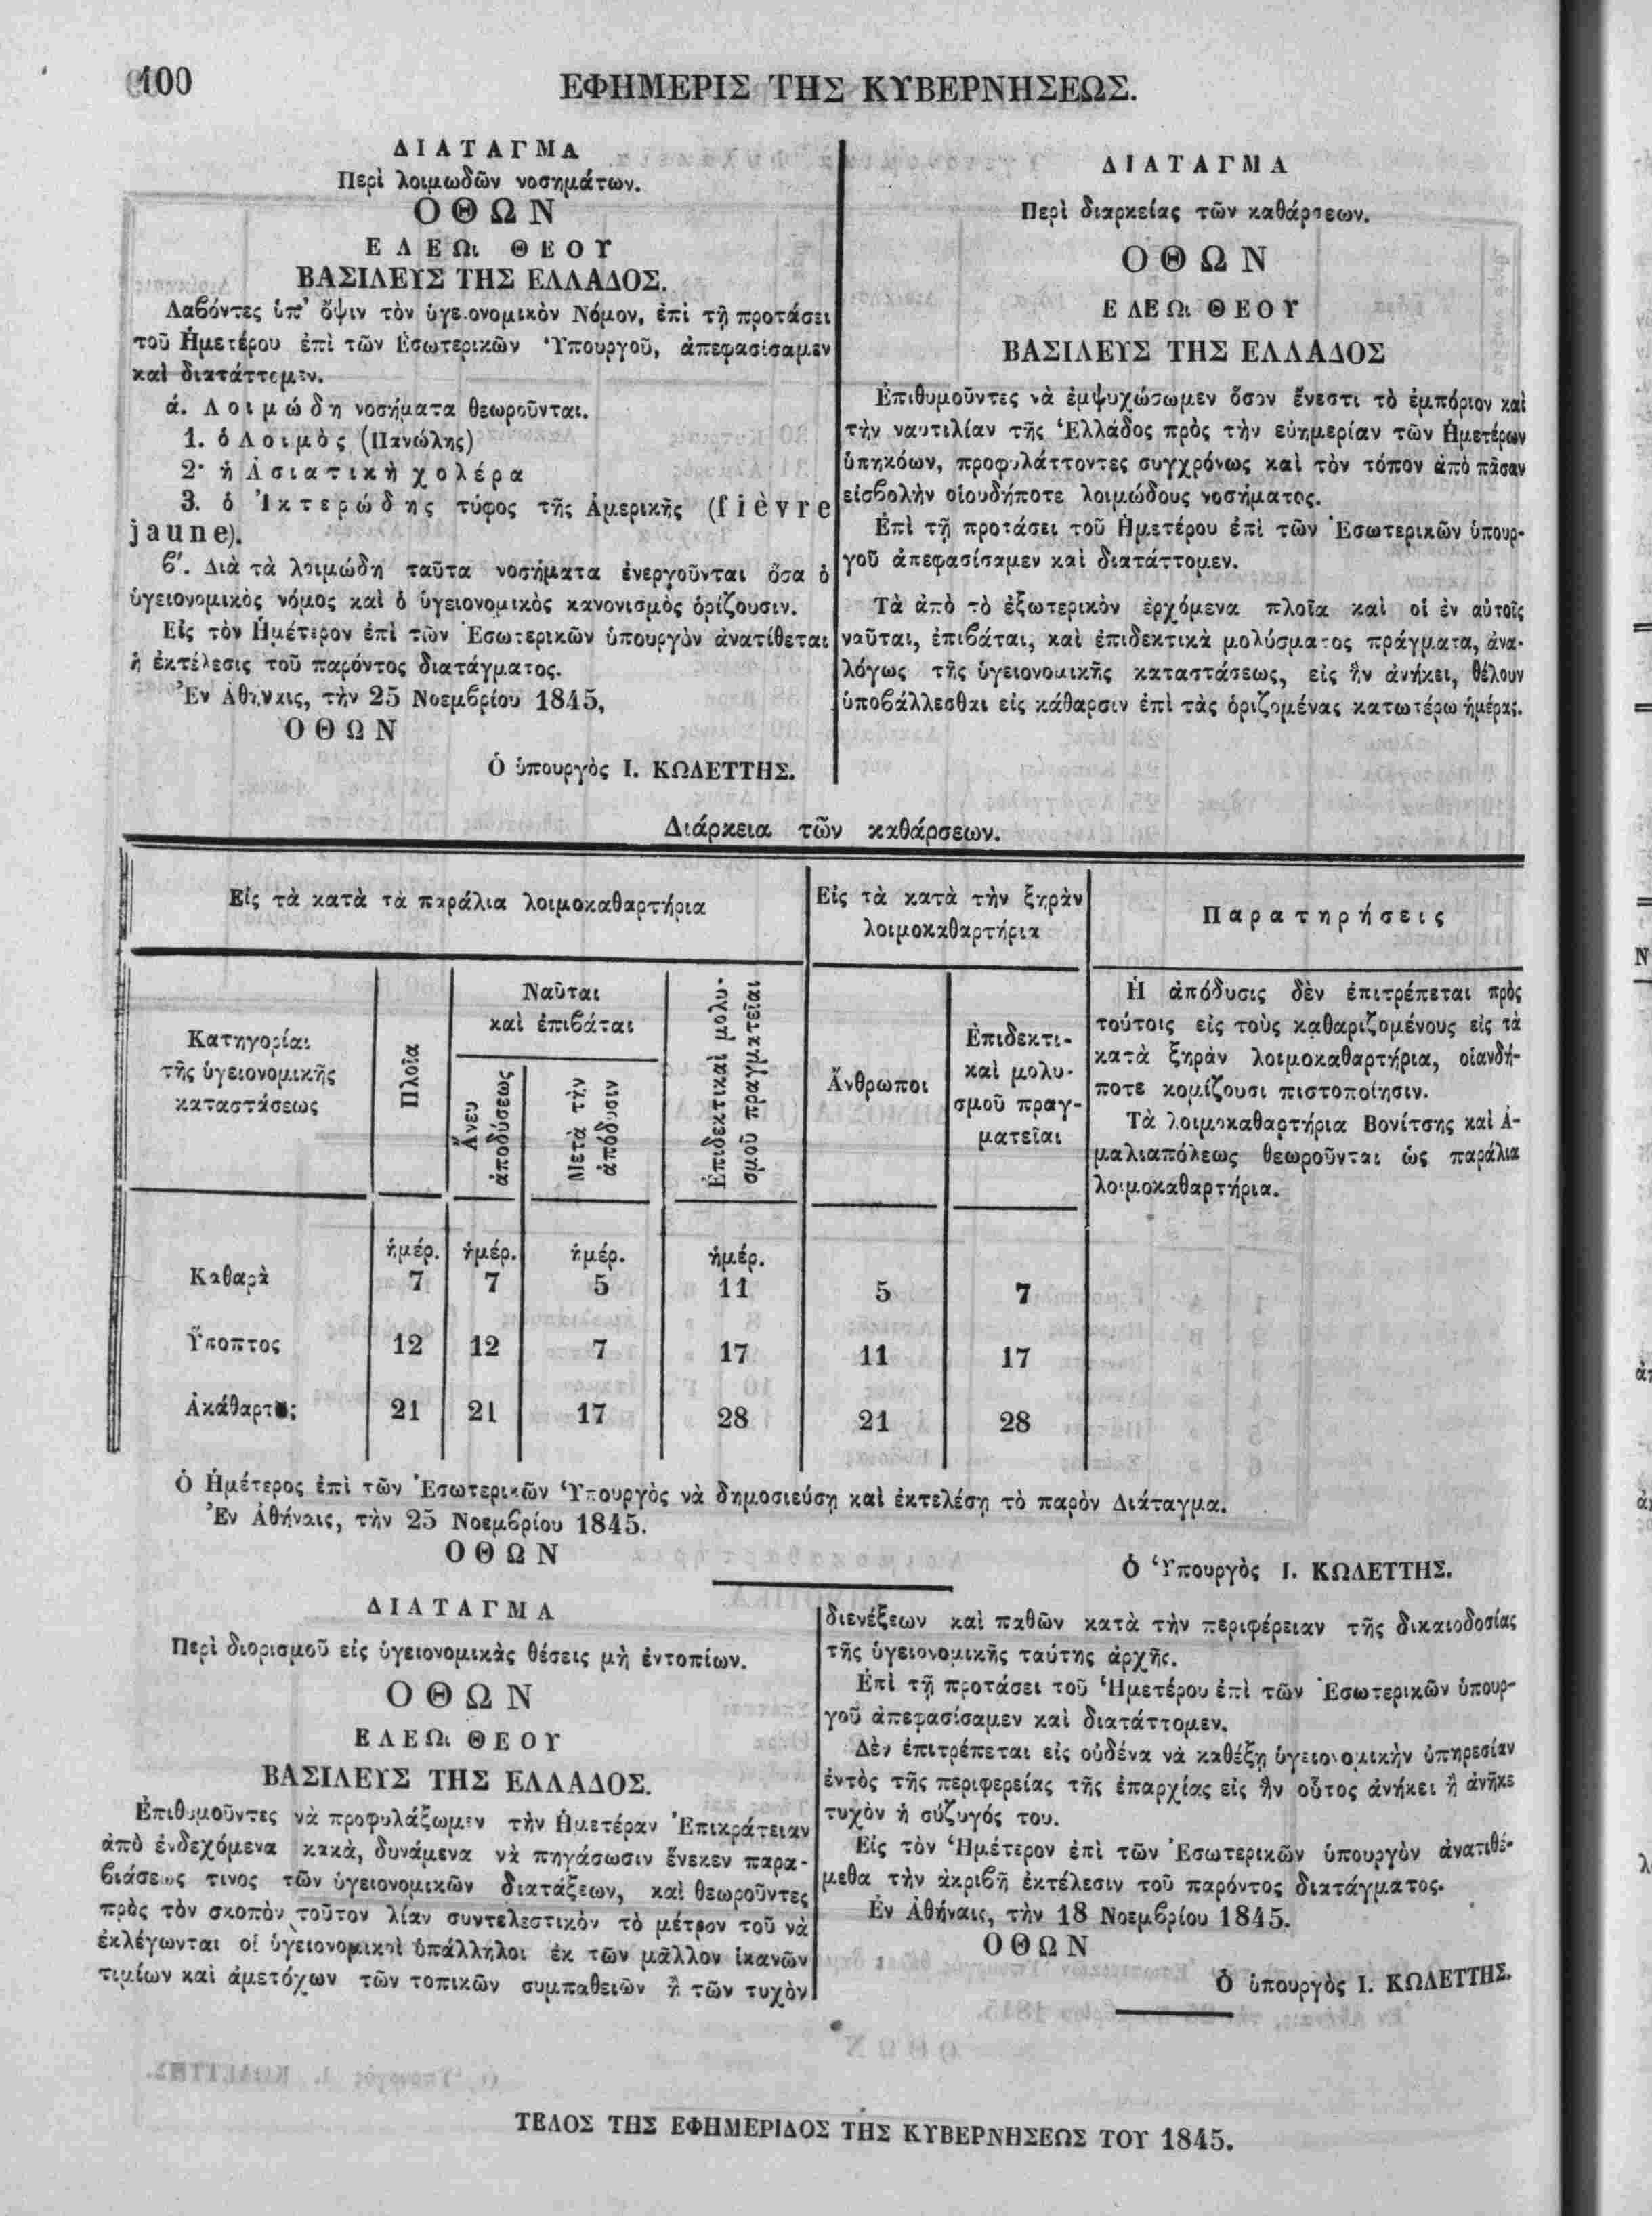 100
ΕΦΗΜΕΡΙΣ ΤΗΣ ΚΥΒΕΡΝΗΣΕΩΣ.
ΔΙΑΤΑΓΜΑ
Περὶ λοιμωδῶν νοσημάτων.
ΟΘΩΝ
ΕΛΕΩι ΘΕΟΥ
ΒΑΣΙΛΕΥΣ ΤΗΣ ΕΛΛΑΔΟΣ.
Λαβόντες ὑπ' ὄψιν τὸν ὑγειονομικὸν Νόμον, ἐπὶ τῇ προτάσει
τοῦ Ἡμετέρου ἐπὶ τῶν Ἐσωτερικῶν Ὑπουργοῦ, ἀπεφασίσαμεν
καὶ διατάττομεν.
ά. Λοιμώδη νοσήματα θεωροῦνται.
1. ὁ Λοιμὸς (Πανώλης)
2· ἡ Ἀσιατικὴ χολέρα
3. ὁ Ἰκτερώδης τύφος τῆς Ἀμερικῆς (fièvre
jaune).
β'. Διὰ τὰ λοιμώδη ταῦτα νοσήματα ἐνεργοῦνται ὅσα ὁ
ὑγειονομικὸς νόμος καὶ ὁ ὑγειονομικὸς κανονισμὸς ὁρίζουσιν.
Εἰς τὸν Ἡμέτερον ἐπὶ τῶν Ἐσωτερικῶν ὑπουργὸν ἀνατίθεται
ἡ ἐκτέλεσις τοῦ παρόντος διατάγματος.
Ἐν Ἀθήναις, τὴν 25 Νοεμβρίου 1845,
ΟΘΩΝ
Ὁ ὑπουργὸς Ι. ΚΩΛΕΤΤΗΣ.
ΔΙΑΤΑΓΜΑ
Περὶ διαρκείας τῶν καθάρσεων.
ΟΘΩΝ
ΕΛΕΩι ΘΕΟΥ
ΒΑΣΙΛΕΥΣ ΤΗΣ ΕΛΛΑΔΟΣ
Ἐπιθυμοῦντες νὰ ἐμψυχώσωμεν ὅσον ἔνεστι τὸ ἐμπόριον καὶ
τὴν ναυτιλίαν τῆς Ἑλλάδος πρὸς τὴν εὐημερίαν τῶν Ἡμετέρων
ὑπηκόων, προφυλάττοντες συγχρόνως καὶ τὸν τόπον ἀπὸ πᾶσαν
εἰσβολὴν οἱουδήποτε λοιμώδους νοσήματος.
Ἐπὶ τῇ προτάσει τοῦ Ἡμετέρου ἐπὶ τῶν Ἐσωτερικῶν ὑπουρ-
γοῦ ἀπεφασίσαμεν καὶ διατάττομεν.
Τὰ ἀπὸ τὸ ἐξωτερικὸν ἐρχόμενα πλοῖα καὶ οἱ ἐν αὐτοῖς
ναῦται, ἐπιβάται, καὶ ἐπιδεκτικὰ μολύσματος πράγματα, ἀνα-
λόγως τῆς ὑγειονομικῆς καταστάσεως, εἰς ἣν ἀνήκει, θέλουν
ὑποβάλλεσθαι εἰς κάθαρσιν ἐπὶ τὰς ὁριζομένας κατωτέρω ἡμέρας.
Διάρκεια τῶν καθάρσεων.
Εἰς τὰ κατὰ τὰ παράλια λοιμοκαθαρτήρια
Εἰς τὰ κατὰ τὴν ξηρὰν
λοιμοκαθαρτήρια
Παρατηρήσεις
Κατηγορίαι
τῆς ὑγειονομικῆς
καταστάσεως
Πλοῖα
Ναῦται
καὶ ἐπιβάται
Ἄνευ
ἀποδύσεως
Μετὰ τὴν
ἀπόδυσιν
Ἐπιδεκτικαὶ μολυ-
σμοῦ πραγματεῖαι
Ἄνθρωποι
Ἐπιδεκτι-
καὶ μολυ-
σμοῦ πραγ-
ματεῖαι
Ἡ ἀπόδυσις δὲν ἐπιτρέπεται πρὸς
τούτοις εἰς τοὺς καθαριζομένους εἰς τὰ
κατὰ ξηρὰν λοιμοκαθαρτήρια, οἱανδή-
ποτε κομίζουσι πιστοποίησιν.
Τὰ λοιμοκαθαρτήρια Βονίτσης καὶ Ἀ-
μαλιαπόλεως θεωροῦνται ὡς παράλια
λοιμοκαθαρτήρια.
ἡμέρ. ἡμέρ. ἡμέρ. ἡμέρ.
Καθαρὰ 7 7 5 11 5 7
Ὕποπτος 12 12 7 17 11 17
Ἀκάθαρτος 21 21 17 28 21 28
Ὁ Ἡμέτερος ἐπὶ τῶν Ἐσωτερικῶν Ὑπουργὸς νὰ δημοσιεύσῃ καὶ ἐκτελέσῃ τὸ παρὸν Διάταγμα.
Ἐν Ἀθήναις, τὴν 25 Νοεμβρίου 1845.
ΟΘΩΝ
Ὁ Ὑπουργὸς Ι. ΚΩΛΕΤΤΗΣ.
ΔΙΑΤΑΓΜΑ
Περὶ διορισμοῦ εἰς ὑγειονομικὰς θέσεις μὴ ἐντοπίων.
ΟΘΩΝ
ΕΛΕΩι ΘΕΟΥ
ΒΑΣΙΛΕΥΣ ΤΗΣ ΕΛΛΑΔΟΣ.
Ἐπιθυμοῦντες νὰ προφυλάξωμεν τὴν Ἡμετέραν Ἐπικράτειαν
ἀπὸ ἐνδεχόμενα κακὰ, δυνάμενα νὰ πηγάσωσιν ἕνεκεν παρα-
βιάσεως τινος τῶν ὑγειονομικῶν διατάξεων, καὶ θεωροῦντες
πρὸς τὸν σκοπὸν τοῦτον λίαν συντελεστικὸν τὸ μέτρον τοῦ νὰ
ἐκλέγωνται οἱ ὑγειονομικοὶ ὑπάλληλοι ἐκ τῶν μᾶλλον ἱκανῶν
τιμίων καὶ ἀμετόχων τῶν τοπικῶν συμπαθειῶν ἢ τῶν τυχὸν
διενέξεων καὶ παθῶν κατὰ τὴν περιφέρειαν τῆς δικαιοδοσίας
τῆς ὑγειονομικῆς ταύτης ἀρχῆς.
Ἐπὶ τῇ προτάσει τοῦ Ἡμετέρου ἐπὶ τῶν Ἐσωτερικῶν ὑπουρ-
γοῦ ἀπεφασίσαμεν καὶ διατάττομεν.
Δὲν ἐπιτρέπεται εἰς οὐδένα νὰ καθέξῃ ὑγειονομικὴν ὑπηρεσίαν
ἐντὸς τῆς περιφερείας τῆς ἐπαρχίας εἰς ἣν οὗτος ἀνήκει ἢ ἀνῆκε
τυχὸν ἡ σύζυγός του.
Εἰς τὸν Ἡμέτερον ἐπὶ τῶν Ἐσωτερικῶν ὑπουργὸν ἀνατιθέ-
μεθα τὴν ἀκριβῆ ἐκτέλεσιν τοῦ παρόντος διατάγματος.
Ἐν Ἀθήναις, τὴν 18 Νοεμβρίου 1845.
ΟΘΩΝ
Ὁ ὑπουργὸς Ι. ΚΩΛΕΤΤΗΣ.
ΤΕΛΟΣ ΤΗΣ ΕΦΗΜΕΡΙΔΟΣ ΤΗΣ ΚΥΒΕΡΝΗΣΕΩΣ ΤΟΥ 1845.